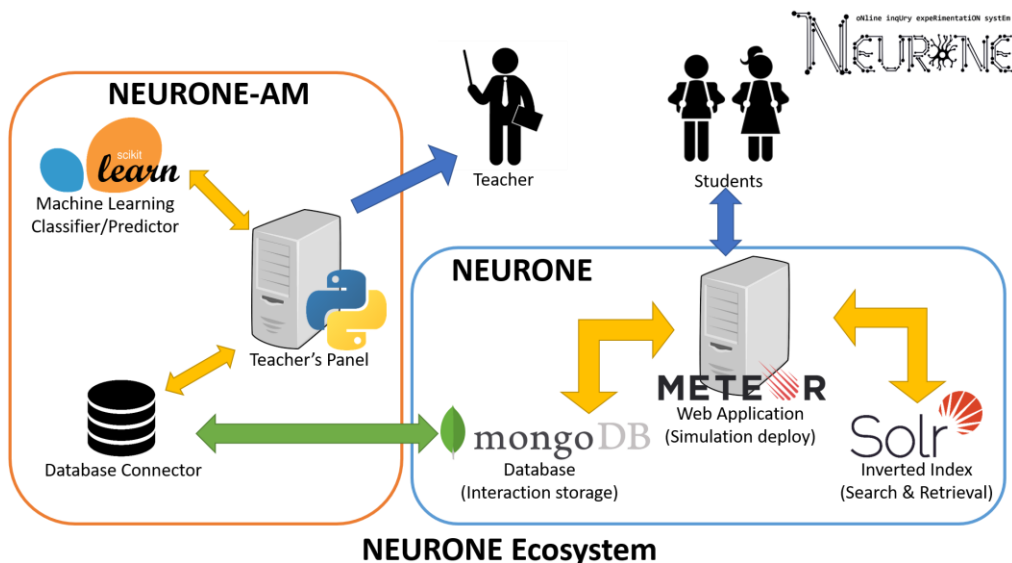 oNline inqUry expeRimentatiON systEm
NEURONE
NEURONE-AM
scikit
learn
Machine Learning
Classifier/Predictor
Teacher
Students
Teacher's Panel
Database Connector
NEURONE
METEOR
Web Application
(Simulation deploy)
mongoDB
Database
(Interaction storage)
Solr
Inverted Index
(Search & Retrieval)
NEURONE Ecosystem